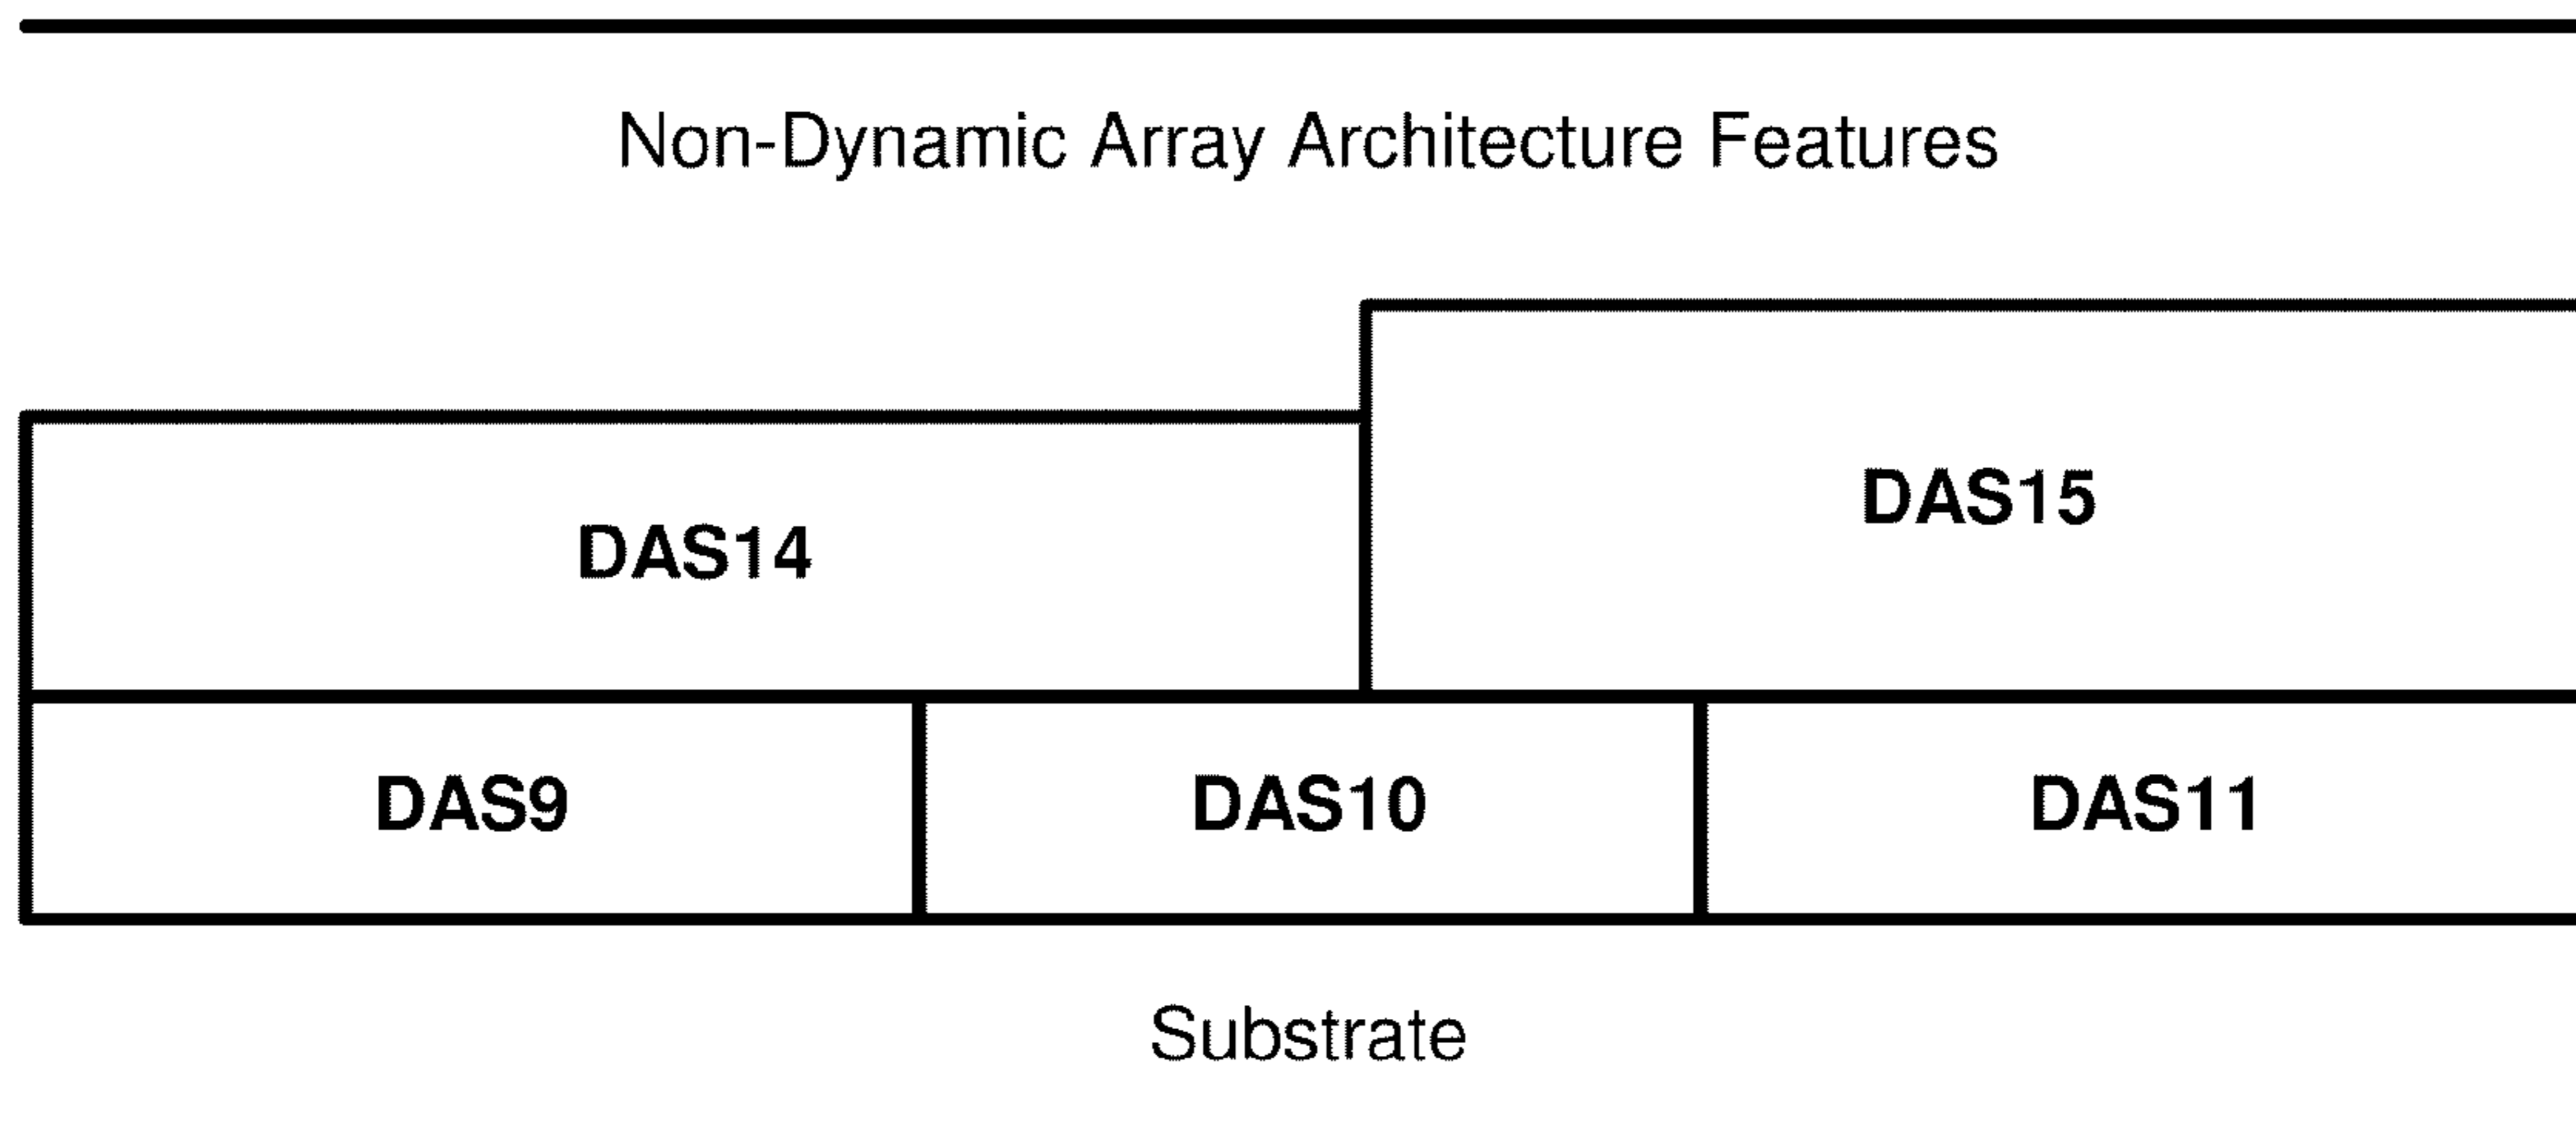 Non-Dynamic Array Architecture Features
DAS15
DAS14
DAS9 DAS10 DAS11
Substrate